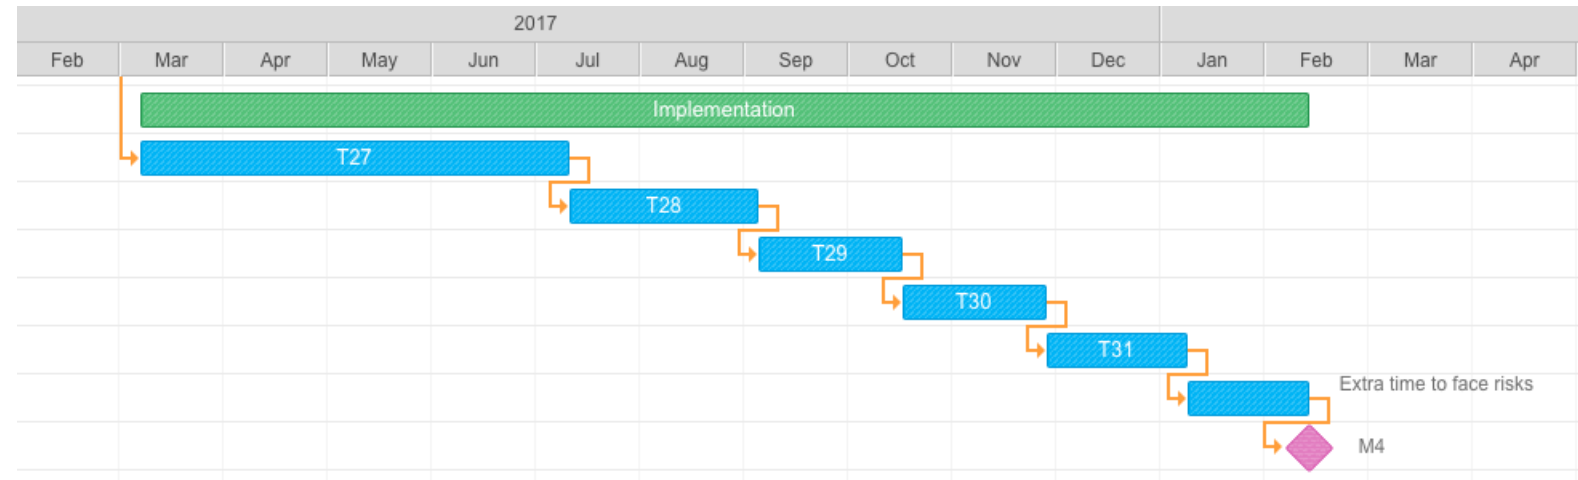 2017
Feb Mar Apr May Jun Jul Aug Sep Oct Nov Dec Jan Feb Mar Apr
Implementation
T27
T28
T29
T30
T31
Extra time to face risks
M4